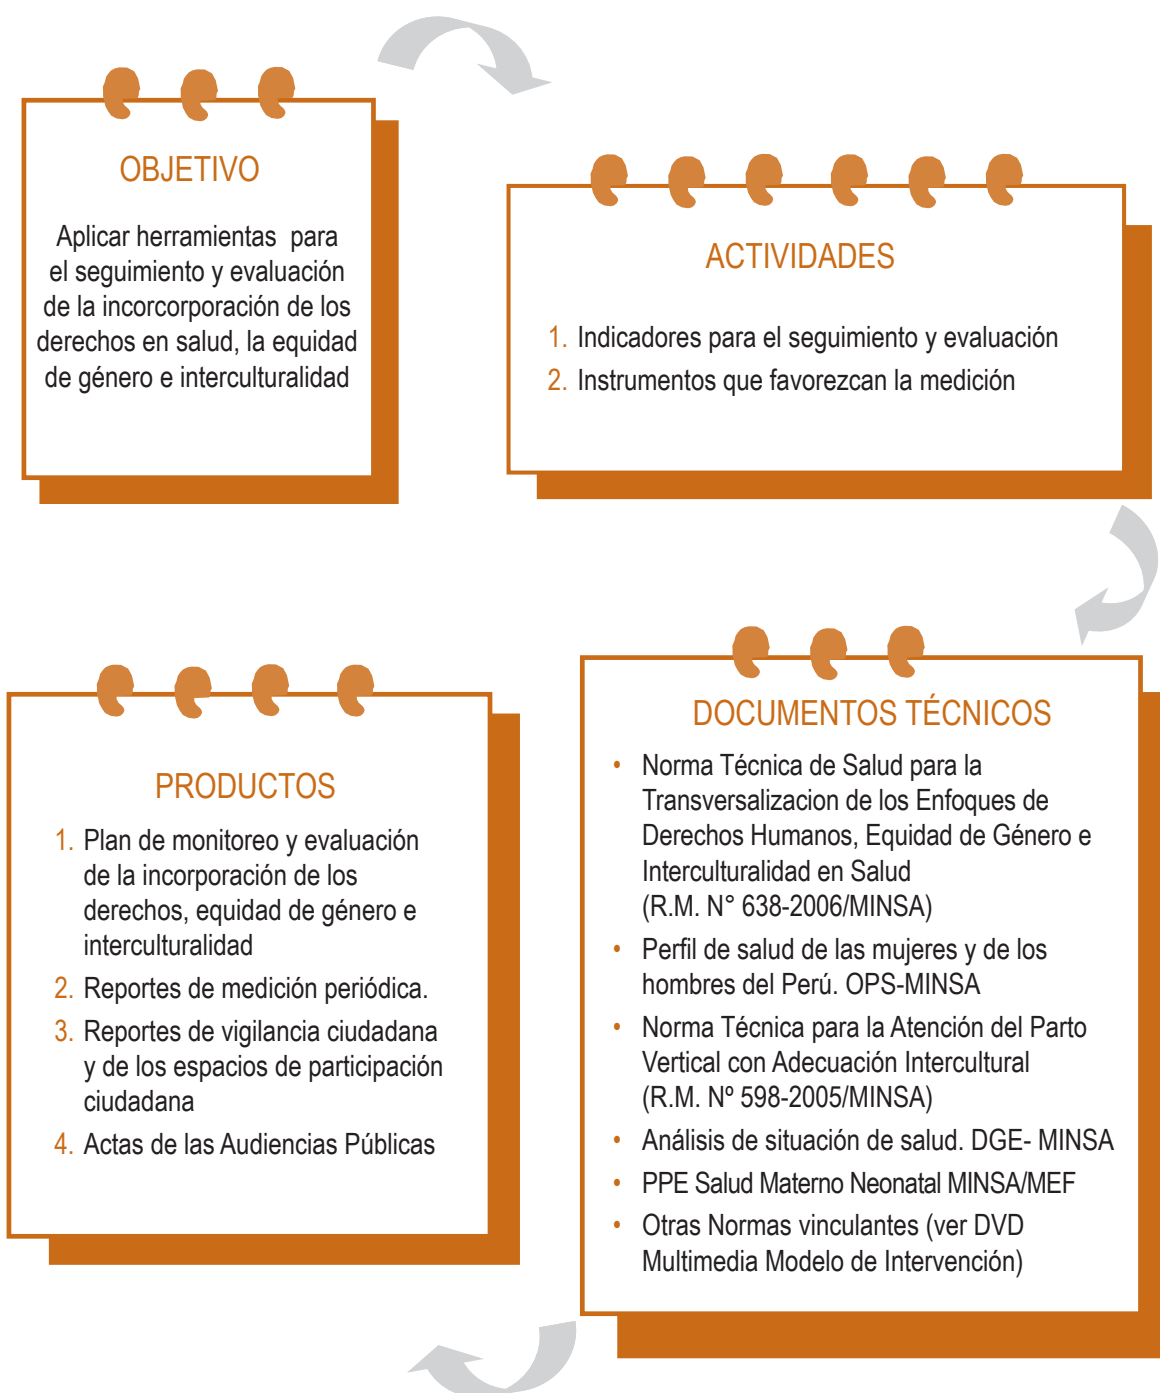 OBJETIVO
Aplicar herramientas para
el seguimiento y evaluación
de la incorcorporación de los
derechos en salud, la equidad
de género e interculturalidad
ACTIVIDADES
1. Indicadores para el seguimiento y evaluación
2. Instrumentos que favorezcan la medición
DOCUMENTOS TÉCNICOS
• Norma Técnica de Salud para la
Transversalizacion de los Enfoques de
Derechos Humanos, Equidad de Género e
Interculturalidad en Salud
(R.M. N° 638-2006/MINSA)
• Perfil de salud de las mujeres y de los
hombres del Perú. OPS-MINSA
• Norma Técnica para la Atención del Parto
Vertical con Adecuación Intercultural
(R.M. Nº 598-2005/MINSA)
• Análisis de situación de salud. DGE- MINSA
• PPE Salud Materno Neonatal MINSA/MEF
• Otras Normas vinculantes (ver DVD
Multimedia Modelo de Intervención)
PRODUCTOS
1. Plan de monitoreo y evaluación
de la incorporación de los
derechos, equidad de género e
interculturalidad
2. Reportes de medición periódica.
3. Reportes de vigilancia ciudadana
y de los espacios de participación
ciudadana
4. Actas de las Audiencias Públicas